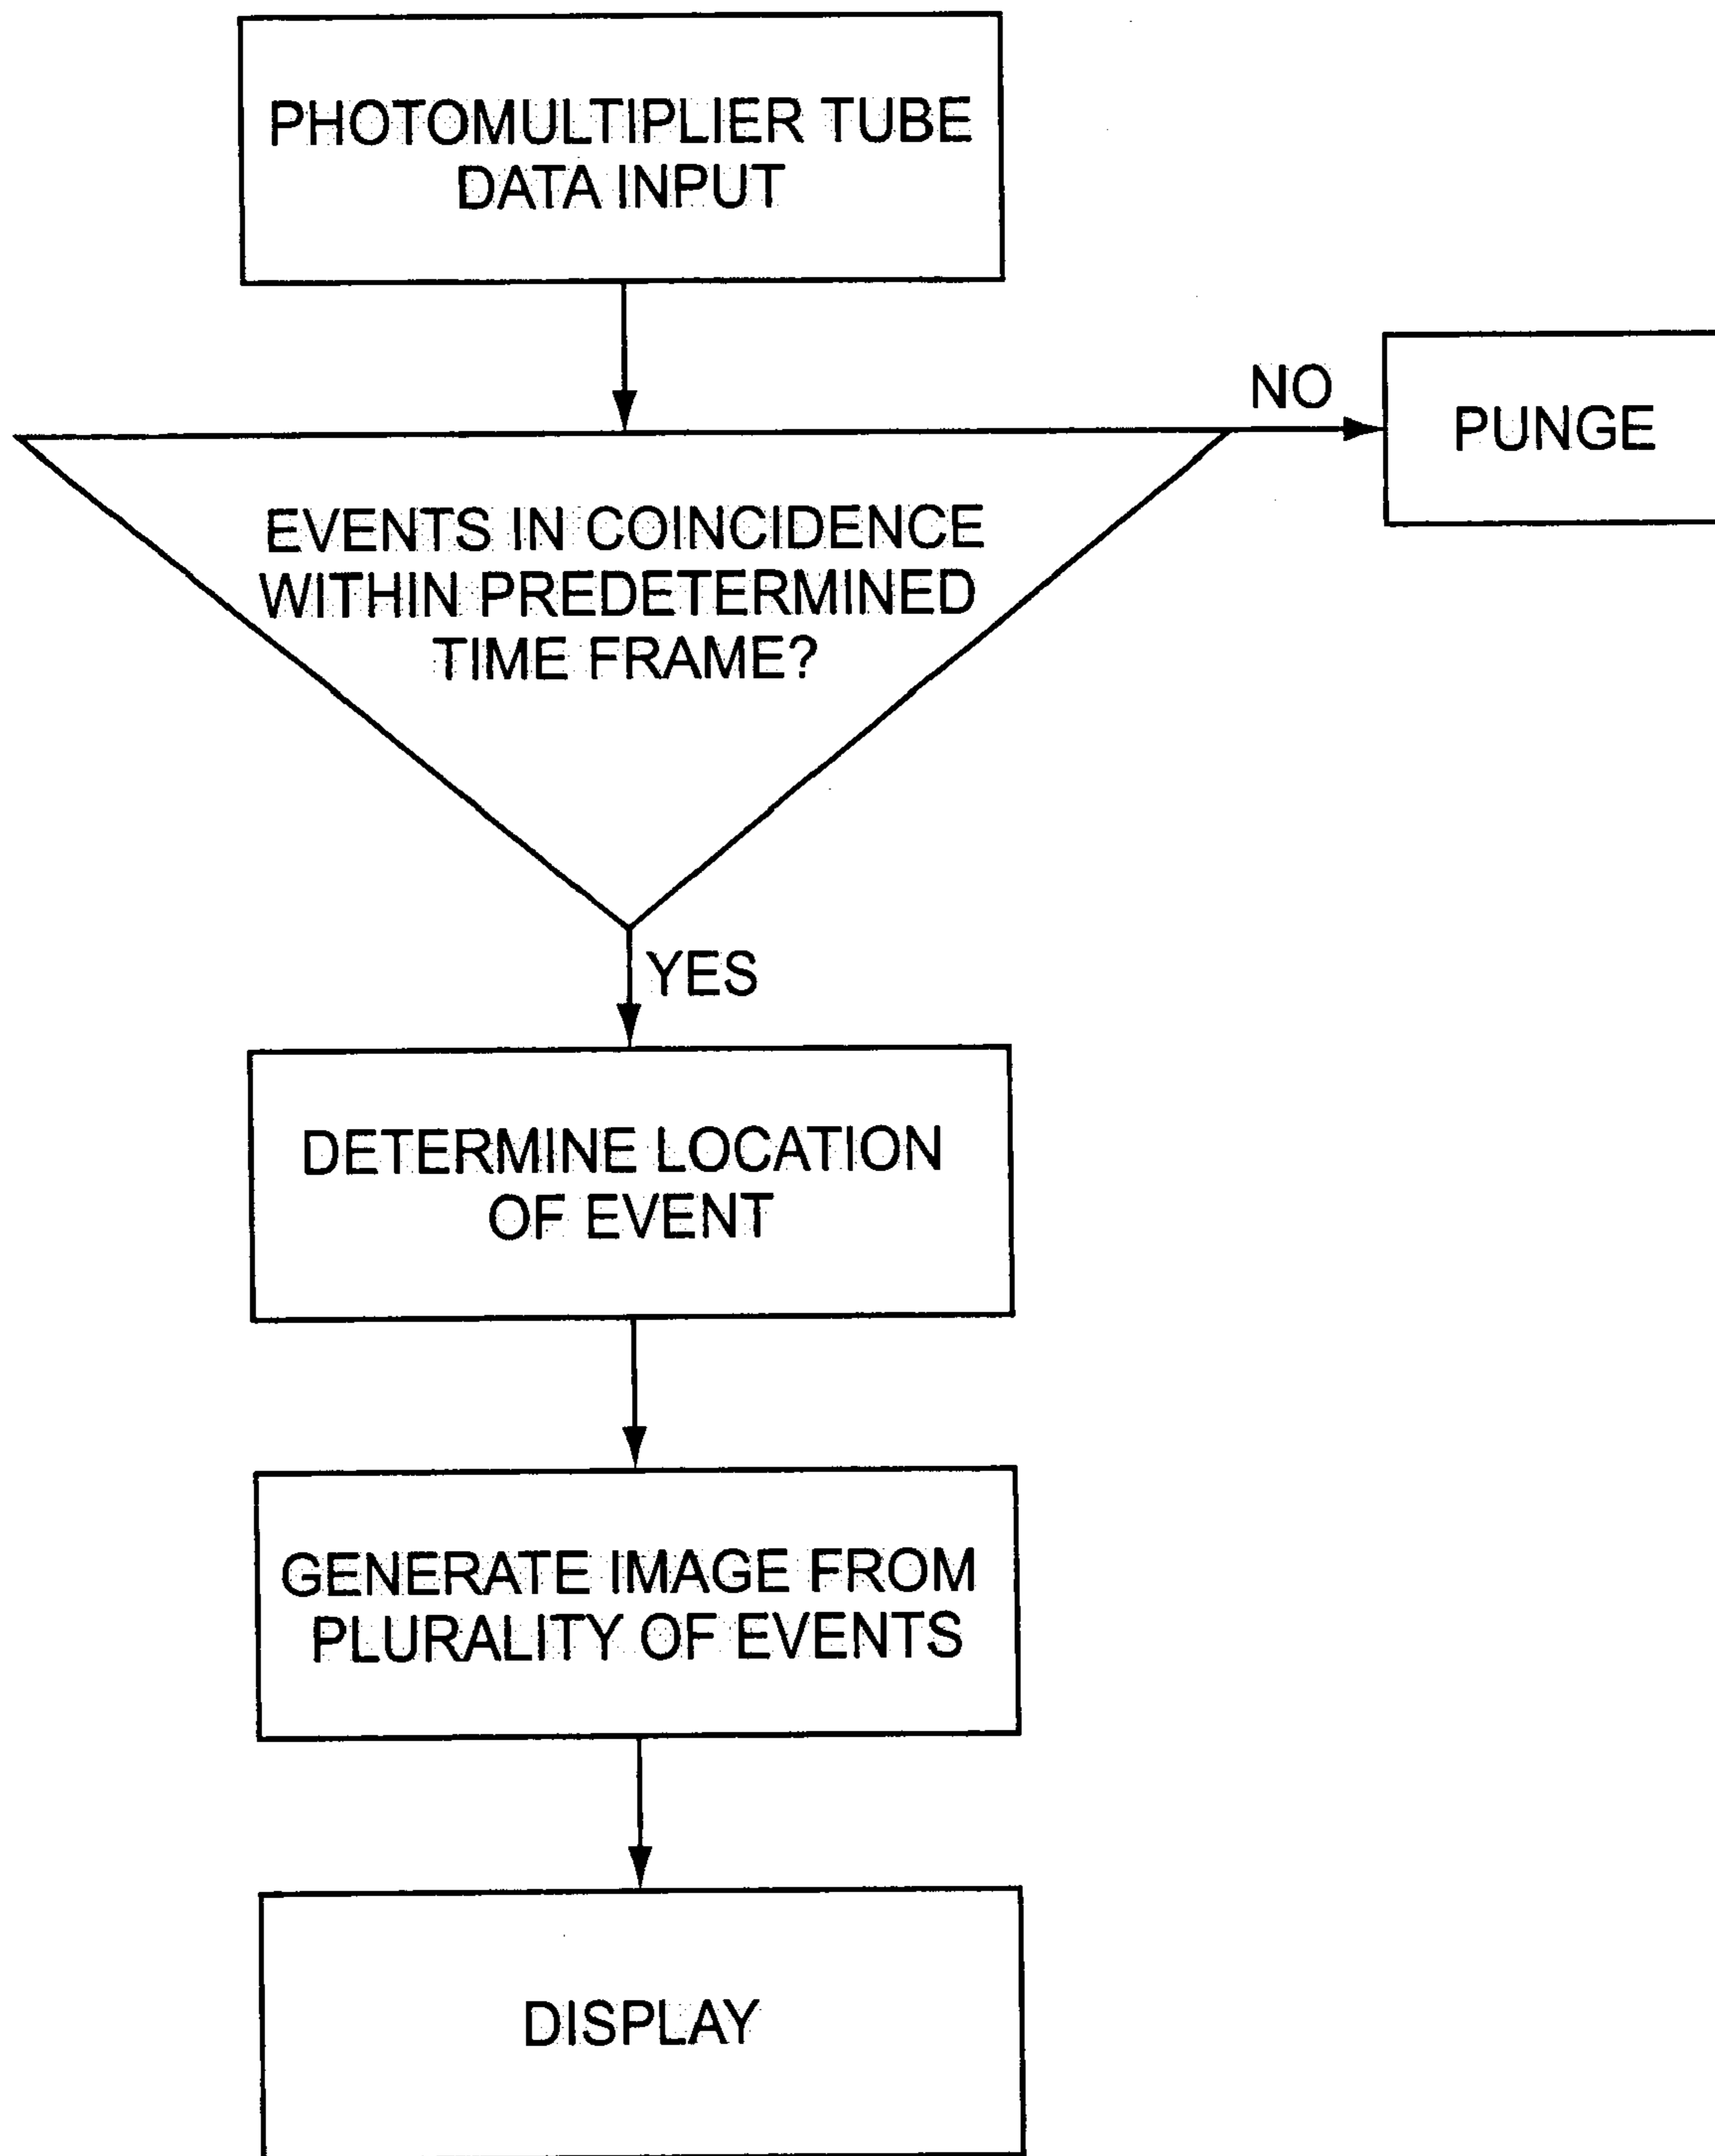 PHOTOMULTIPLIER TUBE
DATA INPUT
NO
PUNGE
EVENTS IN COINCIDENCE
WITHIN PREDETERMINED
TIME FRAME?
YES
DETERMINE LOCATION
OF EVENT
GENERATE IMAGE FROM
PLURALITY OF EVENTS
DISPLAY